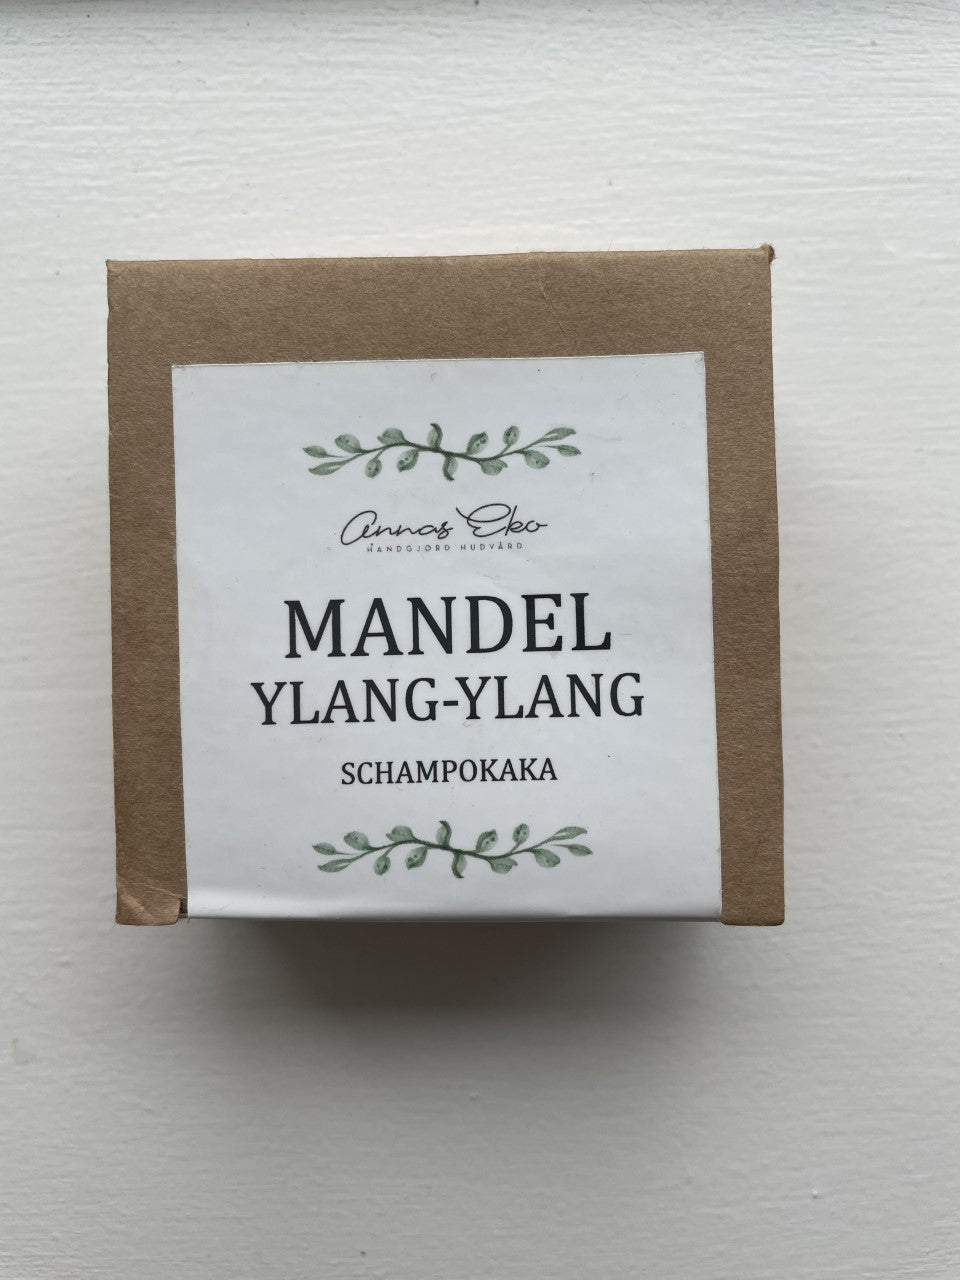 Annas Eko
HANDGJORD HUDVÅRD
MANDEL
YLANG-YLANG
SCHAMPOKAKA